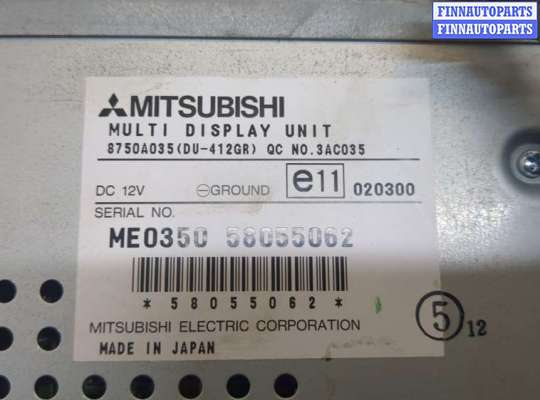 FINNAUTOPARTS
FINNAUTOPARTS
MITSUBISHI
MULTI DISPLAY UNIT
8750A035(DU-412GR) QC NO.3AC035
DC 12V ⊖GROUND e11 020300
SERIAL NO.
ME0350 58055062
*58055062*
MITSUBISHI ELECTRIC CORPORATION
5 12
MADE IN JAPAN